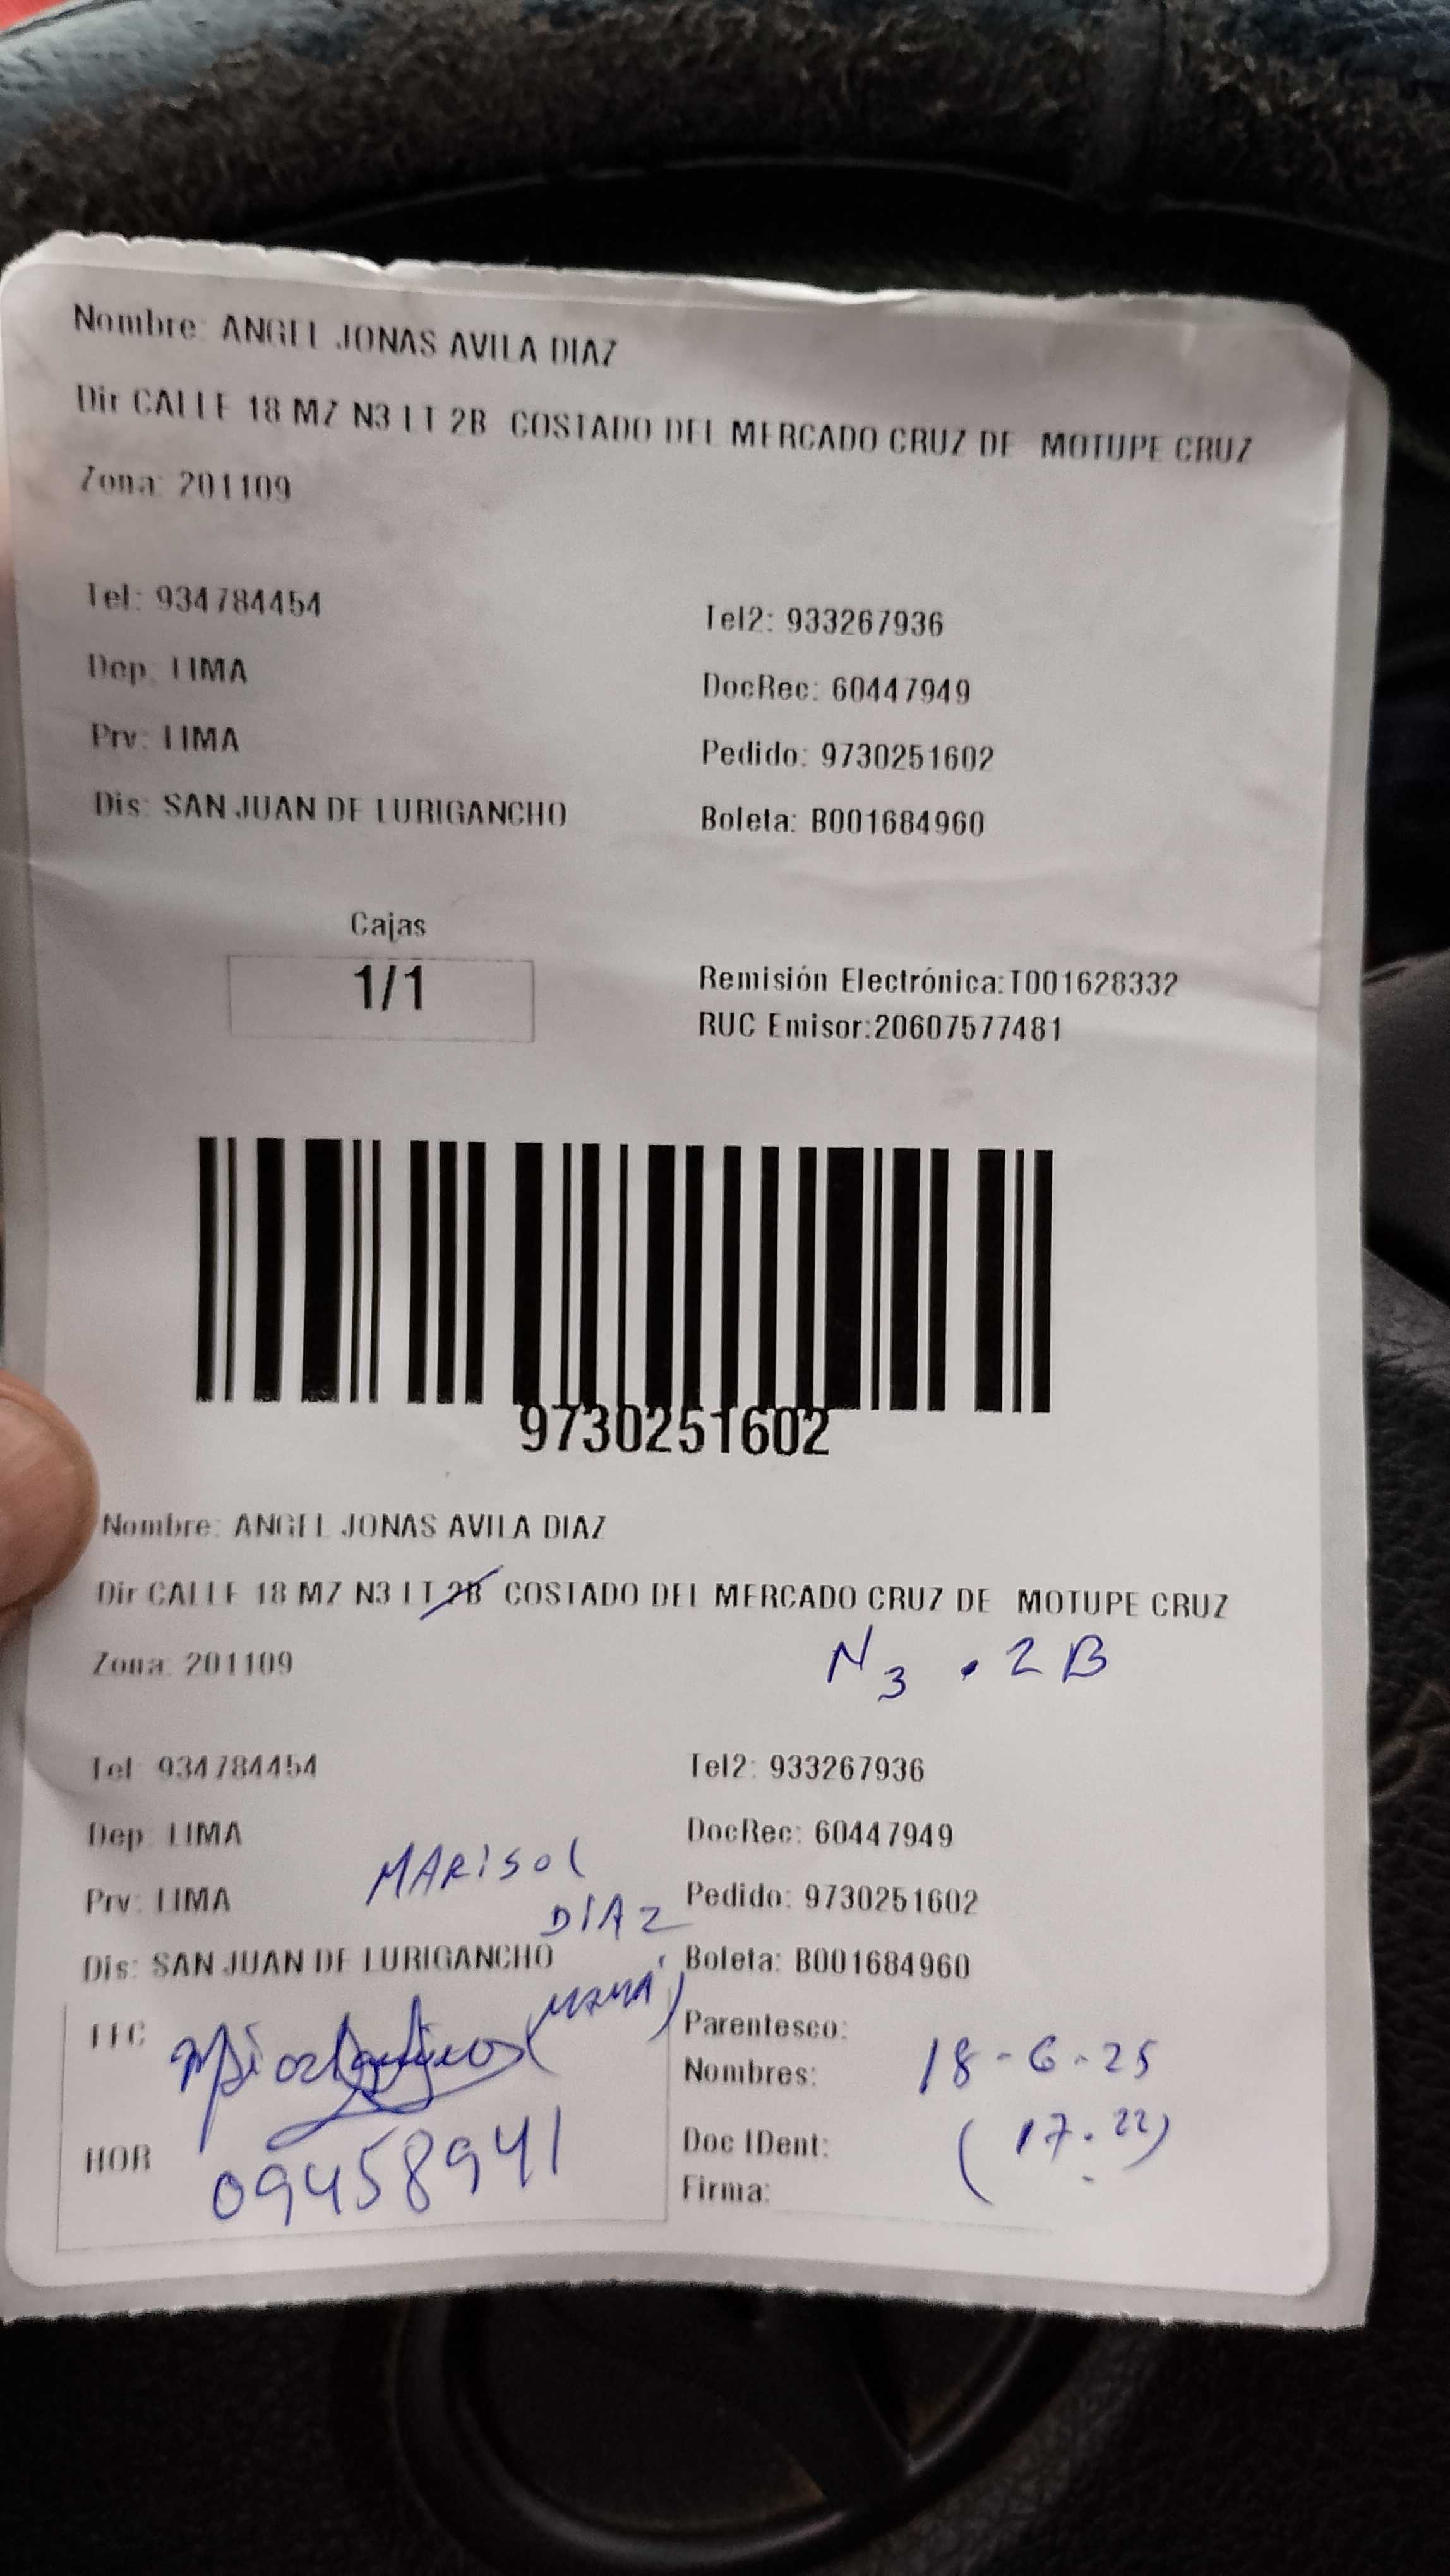 Nombre: ANGEL JONAS AVILA DIAZ
Dir CALLE 18 MZ N3 LT 2B COSTADO DEL MERCADO CRUZ DE MOTUPE CRUZ
Zona: 201109
Tel: 934784454 Tel2: 933267936
Dep: LIMA DocRec: 60447949
Prv: LIMA Pedido: 9730251602
Dis: SAN JUAN DE LURIGANCHO Boleta: B001684960
Cajas
1/1
Remisión Electrónica:T001628332
RUC Emisor:20607577481
9730251602
Nombre: ANGEL JONAS AVILA DIAZ
Dir CALLE 18 MZ N3 LT 2B COSTADO DEL MERCADO CRUZ DE MOTUPE CRUZ
N3 . 2B
Zona: 201109
Tel: 934784454 Tel2: 933267936
Dep: LIMA DocRec: 60447949
MARISOL
Prv: LIMA Pedido: 9730251602
DIAZ
Dis: SAN JUAN DE LURIGANCHO Boleta: B001684960
(MAMÁ)
FEC Parentesco:
Nombres: 18-6-25
HOR Doc IDent: (17.22)
09458941 Firma: